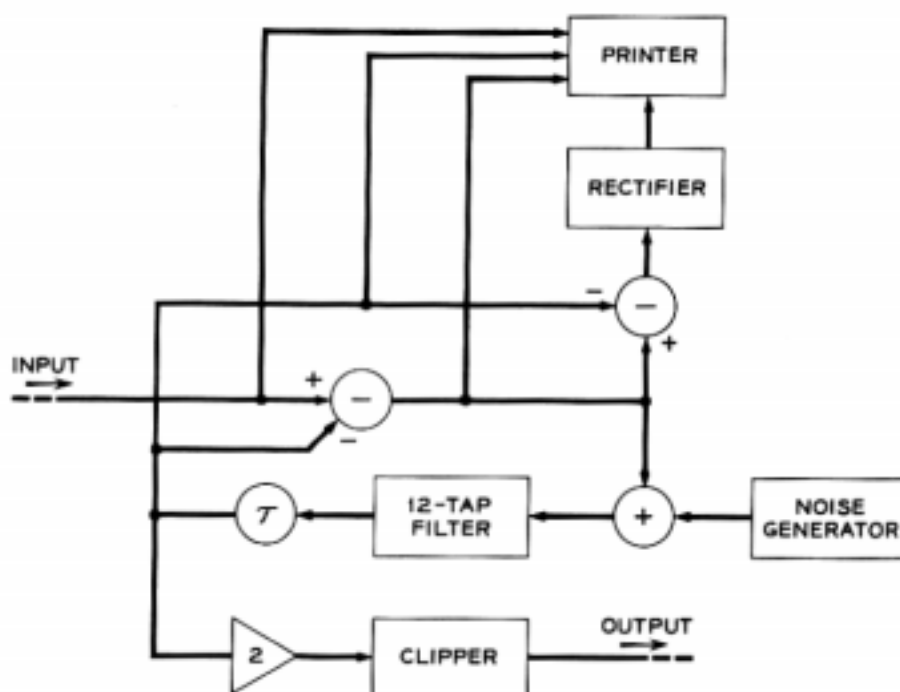 PRINTER
RECTIFIER
−
−
+
INPUT
+
−
−
τ
12-TAP
FILTER
+
NOISE
GENERATOR
2
CLIPPER
OUTPUT